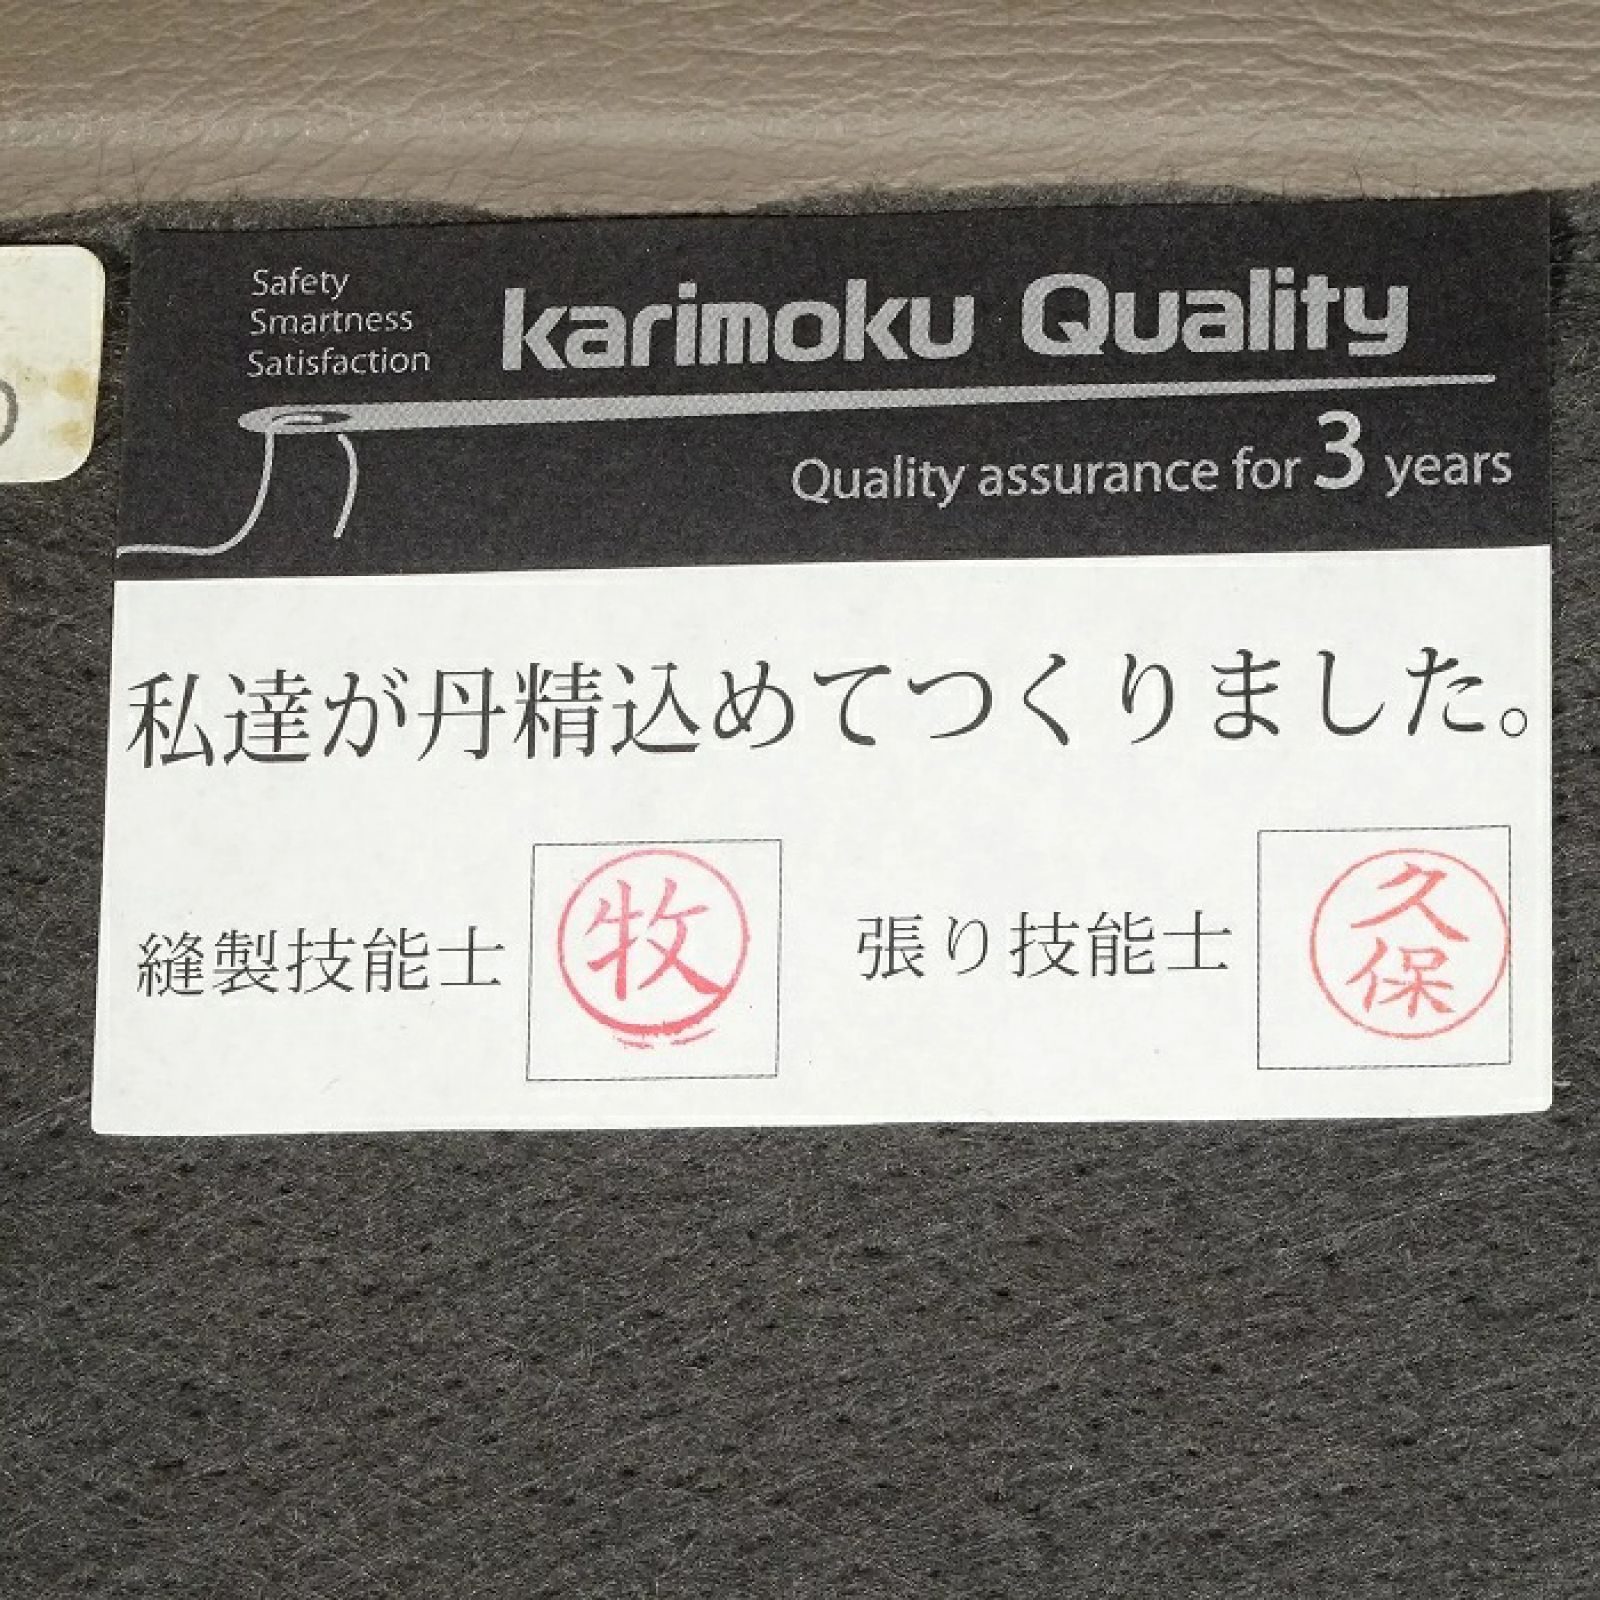 Safety
Smartness
Satisfaction
karimoku Quality
Quality assurance for 3 years
私達が丹精込めてつくりました。
縫製技能士 牧 張り技能士 久保